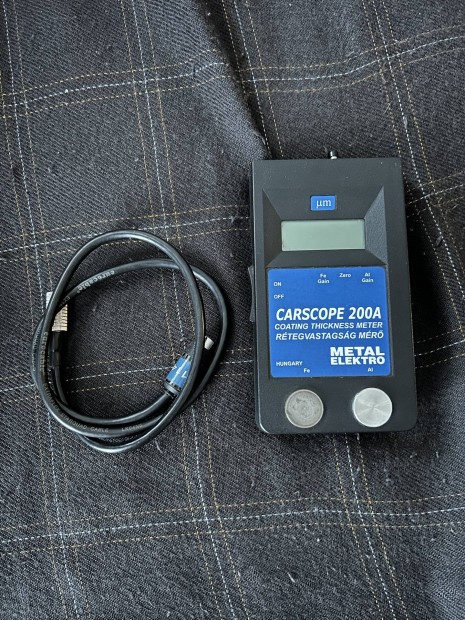 µm
ON
OFF
Fe Gain
Zero
Al Gain
CARSCOPE 200A
COATING THICKNESS METER
RÉTEGVASTAGSÁG MÉRŐ
METAL
ELEKTRO
HUNGARY
Fe
Al